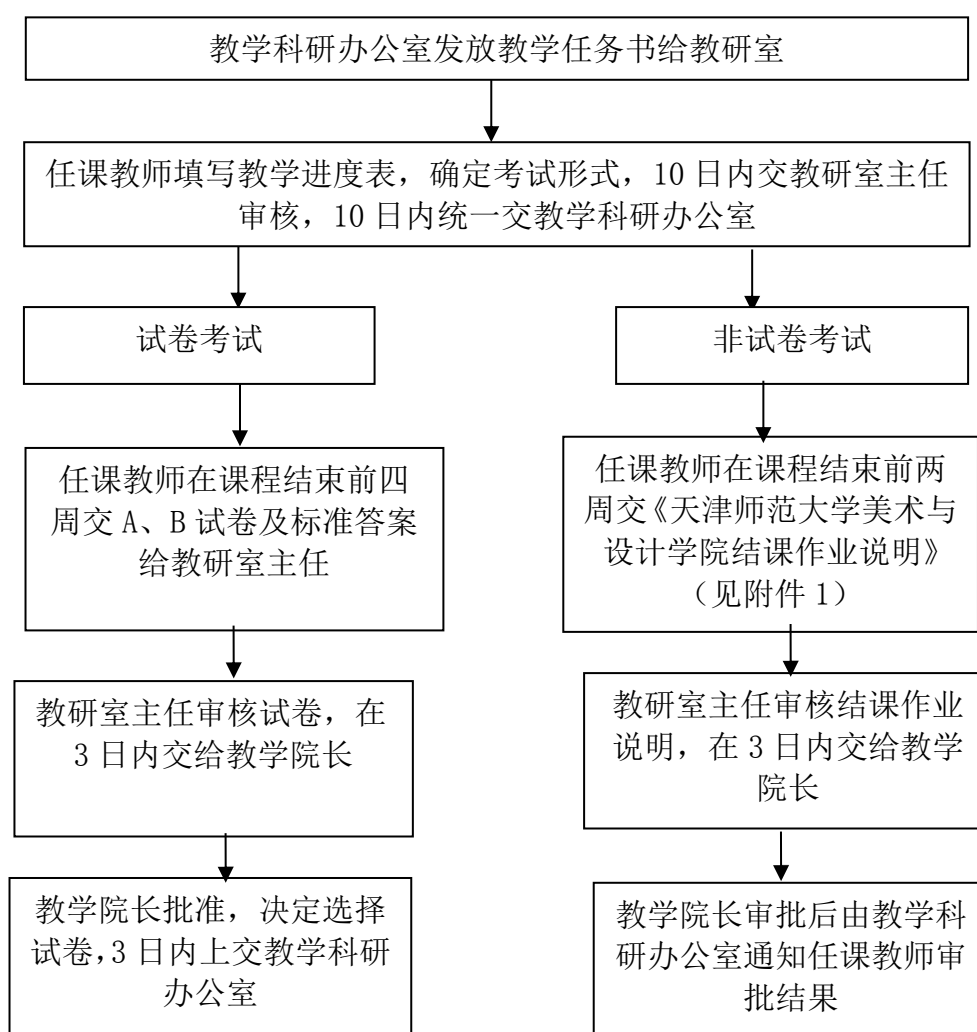 教学科研办公室发放教学任务书给教研室
任课教师填写教学进度表，确定考试形式，10 日内交教研室主任
审核，10 日内统一交教学科研办公室
试卷考试
非试卷考试
任课教师在课程结束前四
周交 A、B 试卷及标准答案
给教研室主任
任课教师在课程结束前两
周交《天津师范大学美术与
设计学院结课作业说明》
（见附件 1）
教研室主任审核试卷，在
3 日内交给教学院长
教研室主任审核结课作业
说明，在 3 日内交给教学
院长
教学院长批准，决定选择
试卷,3 日内上交教学科研
办公室
教学院长审批后由教学科
研办公室通知任课教师审
批结果